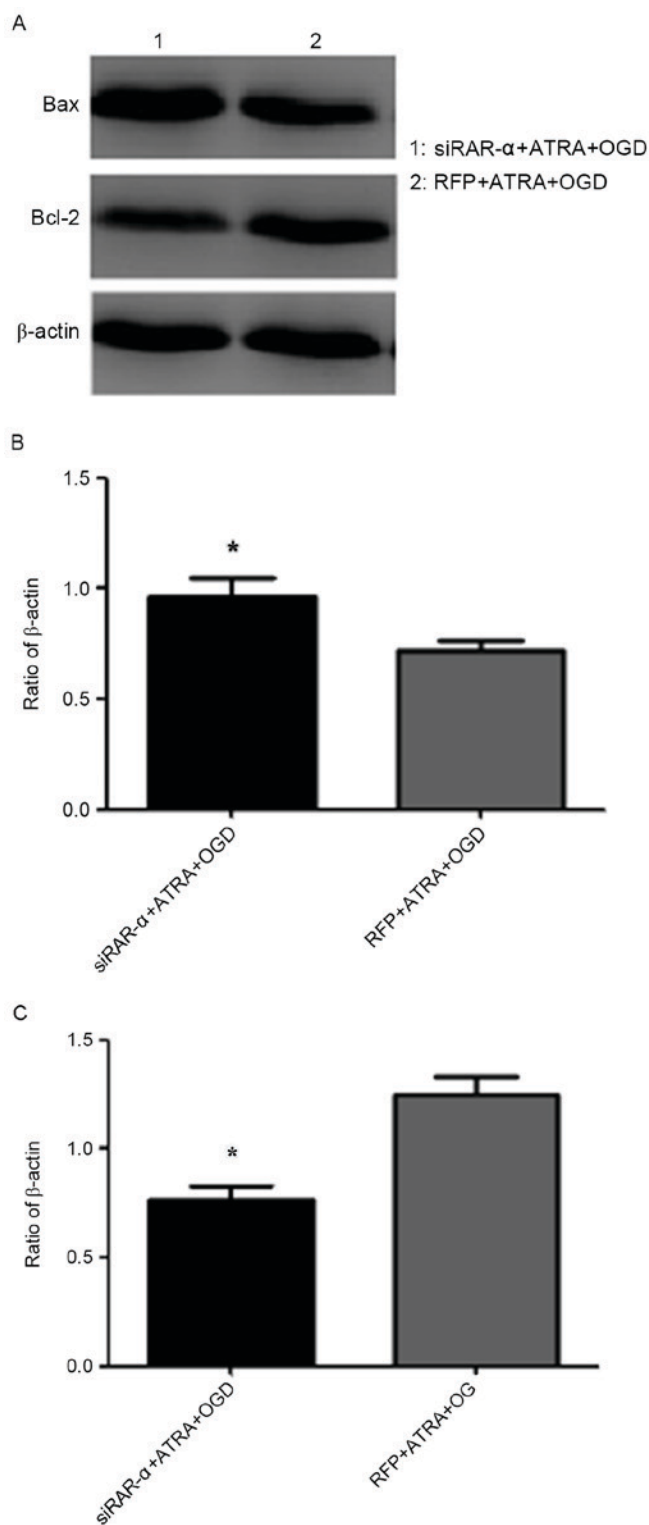 A
1 2
Bax
1: siRAR-α+ATRA+OGD
2: RFP+ATRA+OGD
Bcl-2
β-actin
B
1.5
*
1.0
Ratio of β-actin
0.5
0.0
siRAR-α+ATRA+OGD
RFP+ATRA+OGD
C
1.5
1.0
*
Ratio of β-actin
0.5
0.0
siRAR-α+ATRA+OGD
RFP+ATRA+OG